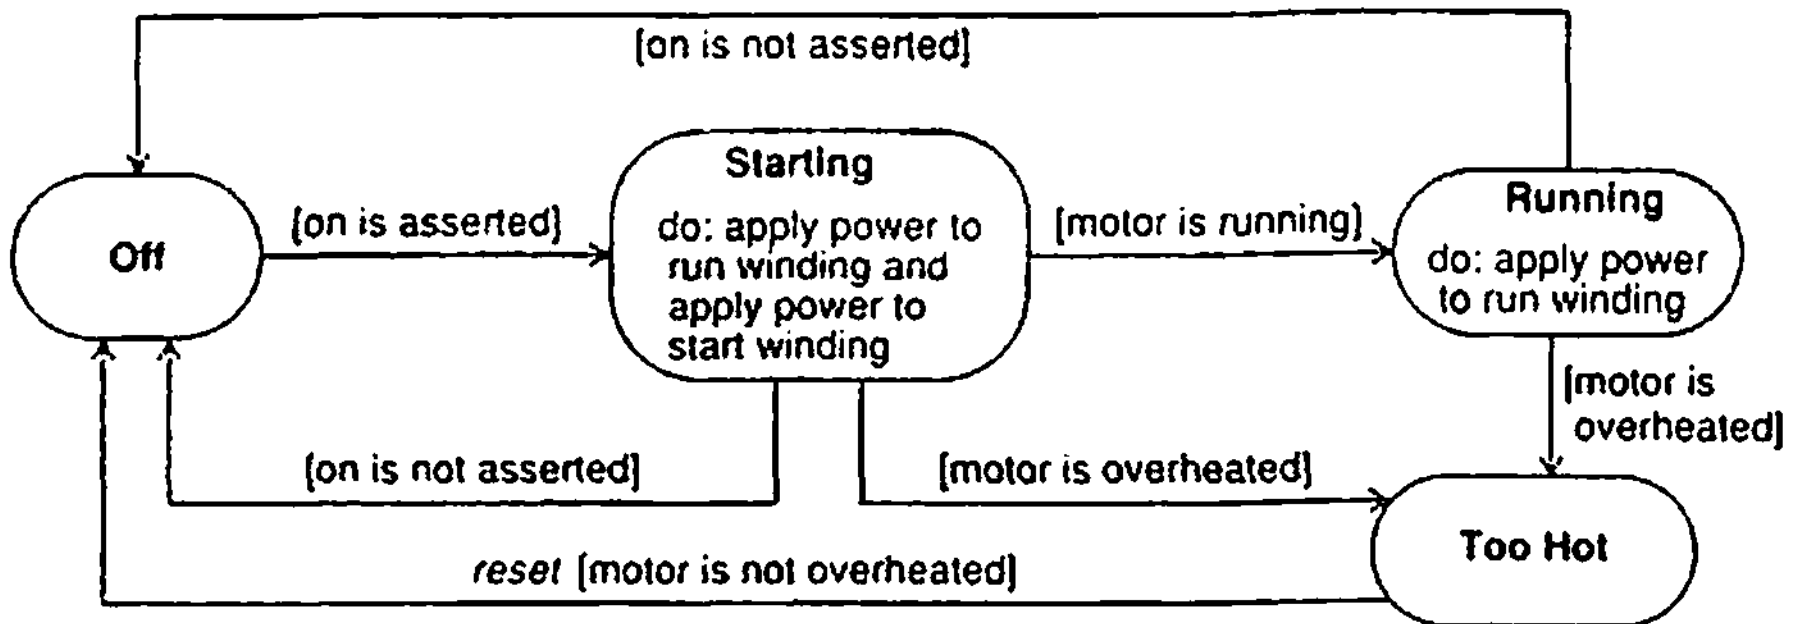 [on is not asserted]
Off
[on is asserted]
Starting
do: apply power to
run winding and
apply power to
start winding
[motor is running]
Running
do: apply power
to run winding
[motor is
overheated]
[on is not asserted]
[motor is overheated]
Too Hot
reset [motor is not overheated]